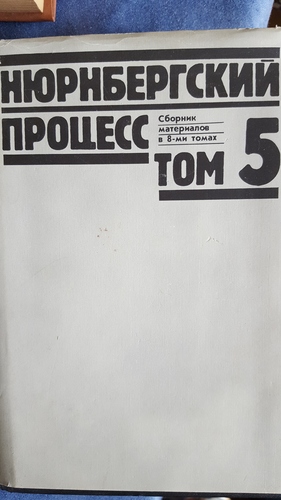 НЮРНБЕРГСКИЙ
ПРОЦЕСС
Сборник
материалов
в 8-ми томах
ТОМ 5